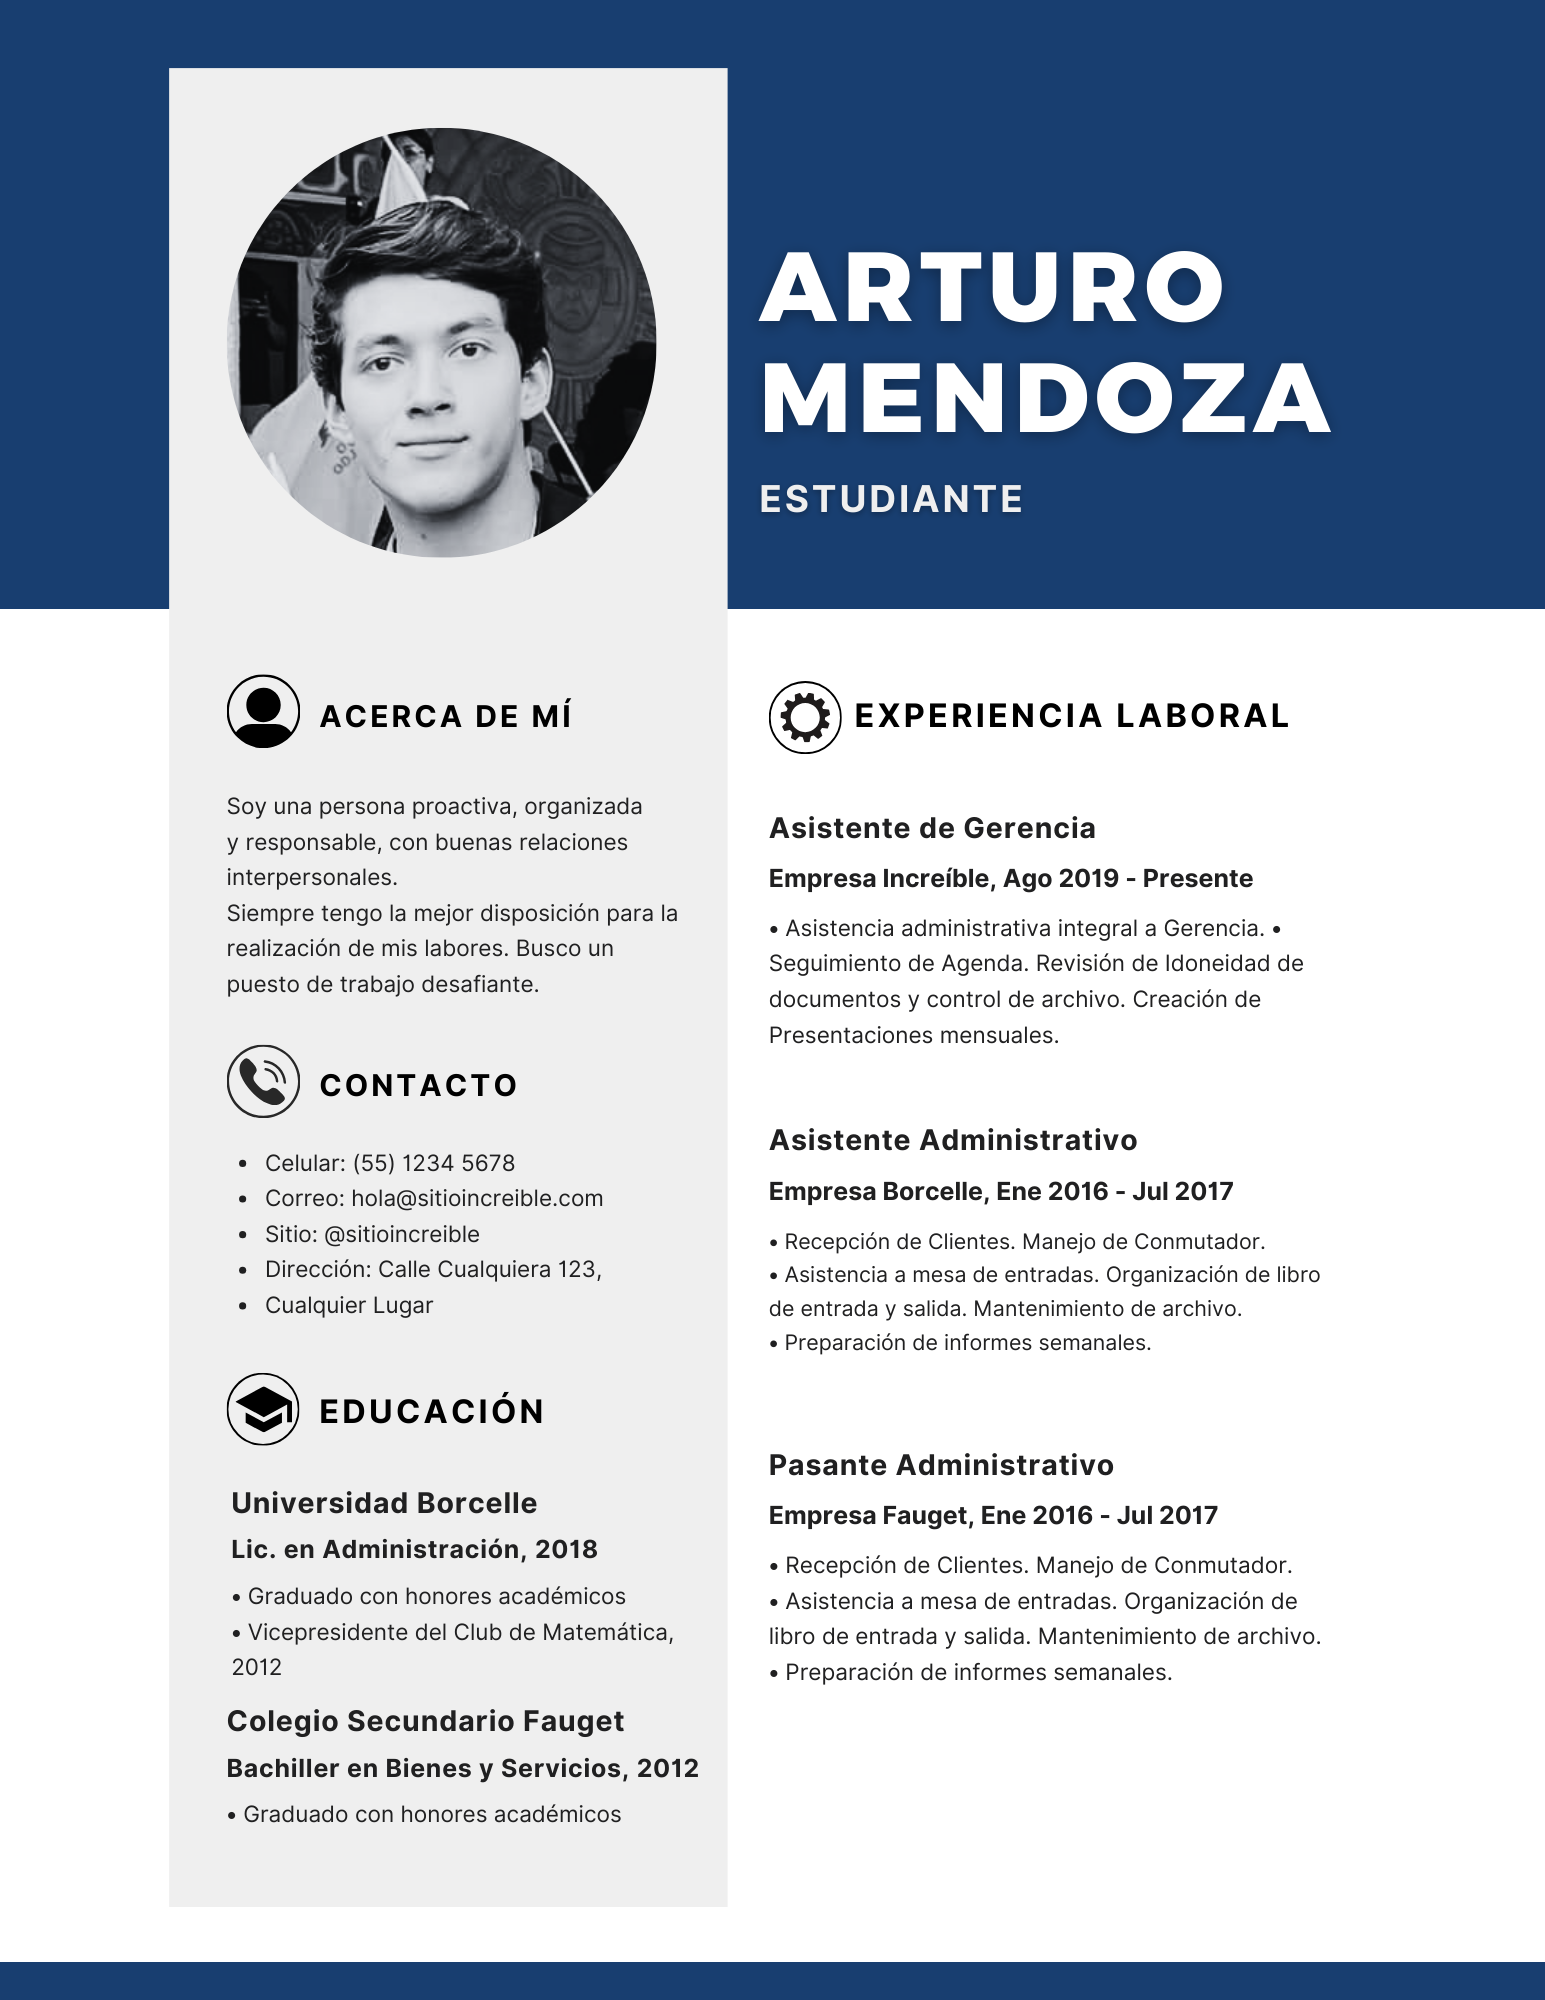 ARTURO
MENDOZA
ESTUDIANTE
ACERCA DE MÍ
Soy una persona proactiva, organizada
y responsable, con buenas relaciones
interpersonales.
Siempre tengo la mejor disposición para la
realización de mis labores. Busco un
puesto de trabajo desafiante.
CONTACTO
• Celular: (55) 1234 5678
• Correo: hola@sitioincreible.com
• Sitio: @sitioincreible
• Dirección: Calle Cualquiera 123,
• Cualquier Lugar
EDUCACIÓN
Universidad Borcelle
Lic. en Administración, 2018
• Graduado con honores académicos
• Vicepresidente del Club de Matemática,
2012
Colegio Secundario Fauget
Bachiller en Bienes y Servicios, 2012
• Graduado con honores académicos
EXPERIENCIA LABORAL
Asistente de Gerencia
Empresa Increíble, Ago 2019 - Presente
• Asistencia administrativa integral a Gerencia. •
Seguimiento de Agenda. Revisión de Idoneidad de
documentos y control de archivo. Creación de
Presentaciones mensuales.
Asistente Administrativo
Empresa Borcelle, Ene 2016 - Jul 2017
• Recepción de Clientes. Manejo de Conmutador.
• Asistencia a mesa de entradas. Organización de libro
de entrada y salida. Mantenimiento de archivo.
• Preparación de informes semanales.
Pasante Administrativo
Empresa Fauget, Ene 2016 - Jul 2017
• Recepción de Clientes. Manejo de Conmutador.
• Asistencia a mesa de entradas. Organización de
libro de entrada y salida. Mantenimiento de archivo.
• Preparación de informes semanales.